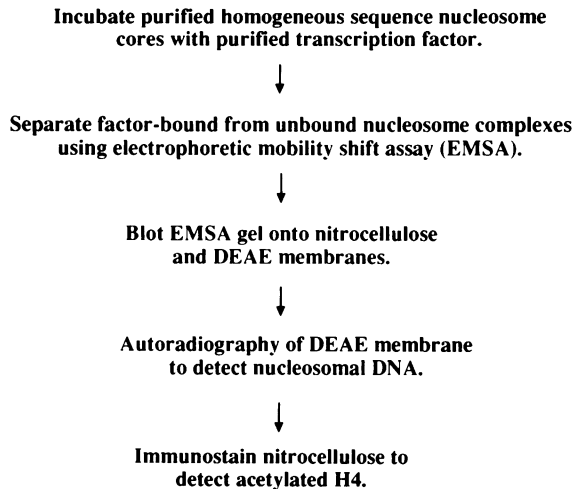 Incubate purified homogeneous sequence nucleosome
cores with purified transcription factor.
Separate factor-bound from unbound nucleosome complexes
using electrophoretic mobility shift assay (EMSA).
Blot EMSA gel onto nitrocellulose
and DEAE membranes.
Autoradiography of DEAE membrane
to detect nucleosomal DNA.
Immunostain nitrocellulose to
detect acetylated H4.